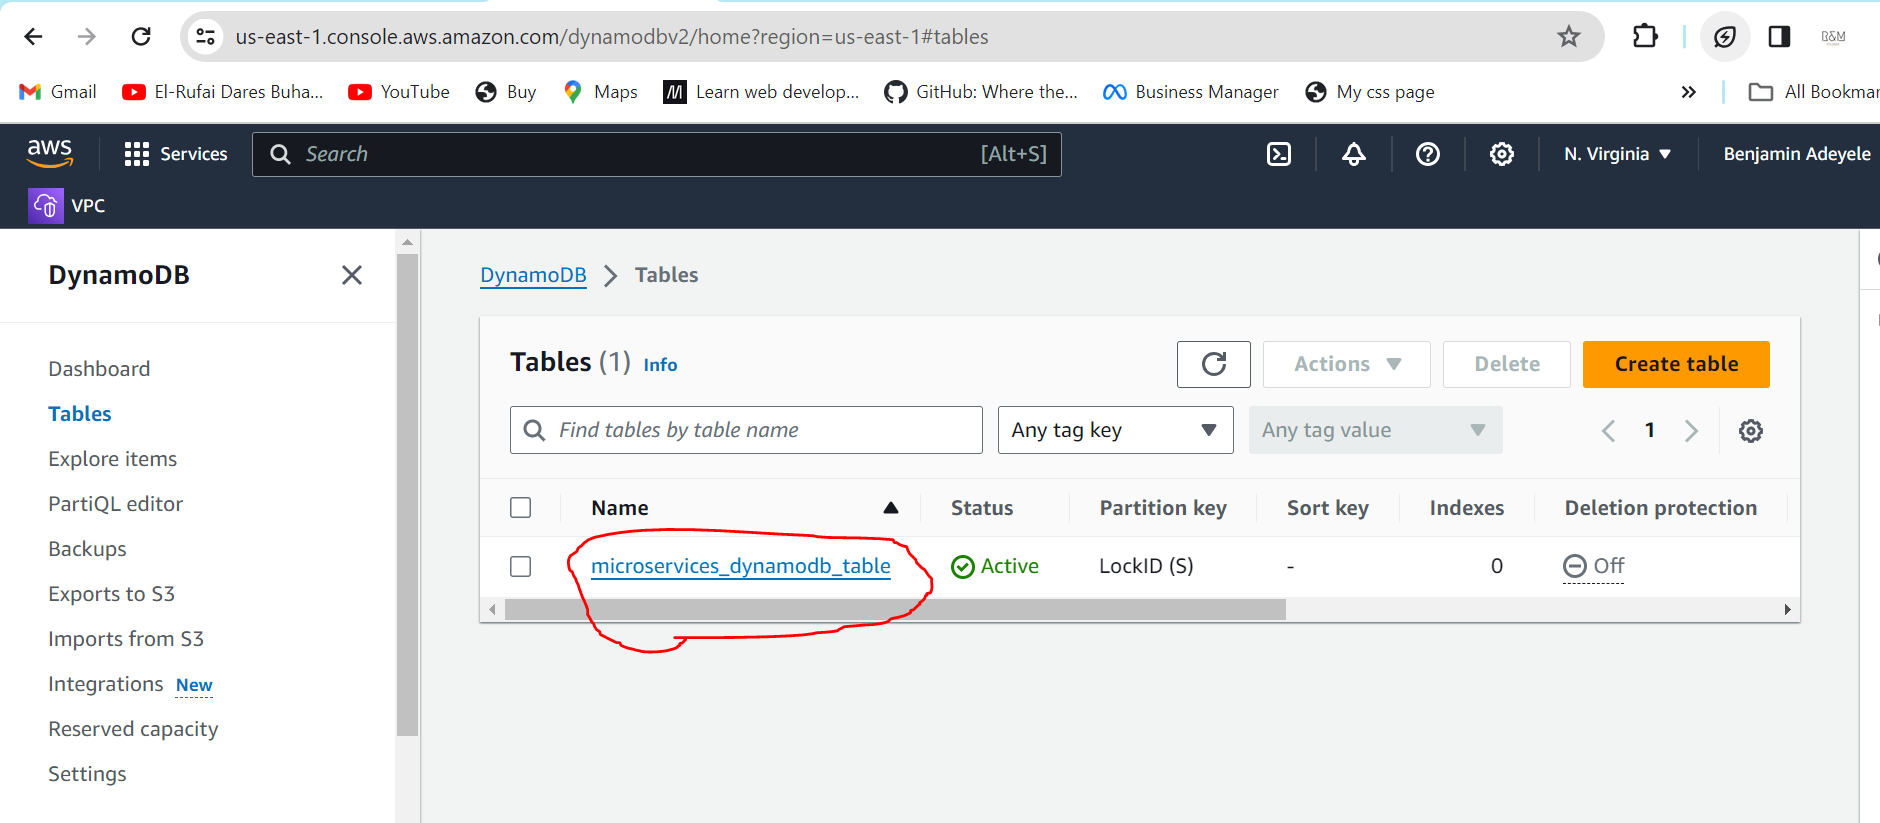 us-east-1.console.aws.amazon.com/dynamodbv2/home?region=us-east-1#tables
R&M
Gmail El-Rufai Dares Buha... YouTube Buy Maps Learn web develop... GitHub: Where the... Business Manager My css page » All Bookmar
aws Services Search [Alt+S] N. Virginia Benjamin Adeyele
VPC
DynamoDB
Dashboard
Tables
Explore items
PartiQL editor
Backups
Exports to S3
Imports from S3
Integrations New
Reserved capacity
Settings
DynamoDB > Tables
Tables (1) Info Actions Delete Create table
Find tables by table name Any tag key Any tag value 1
Name Status Partition key Sort key Indexes Deletion protection
microservices_dynamodb_table Active LockID (S) - 0 Off